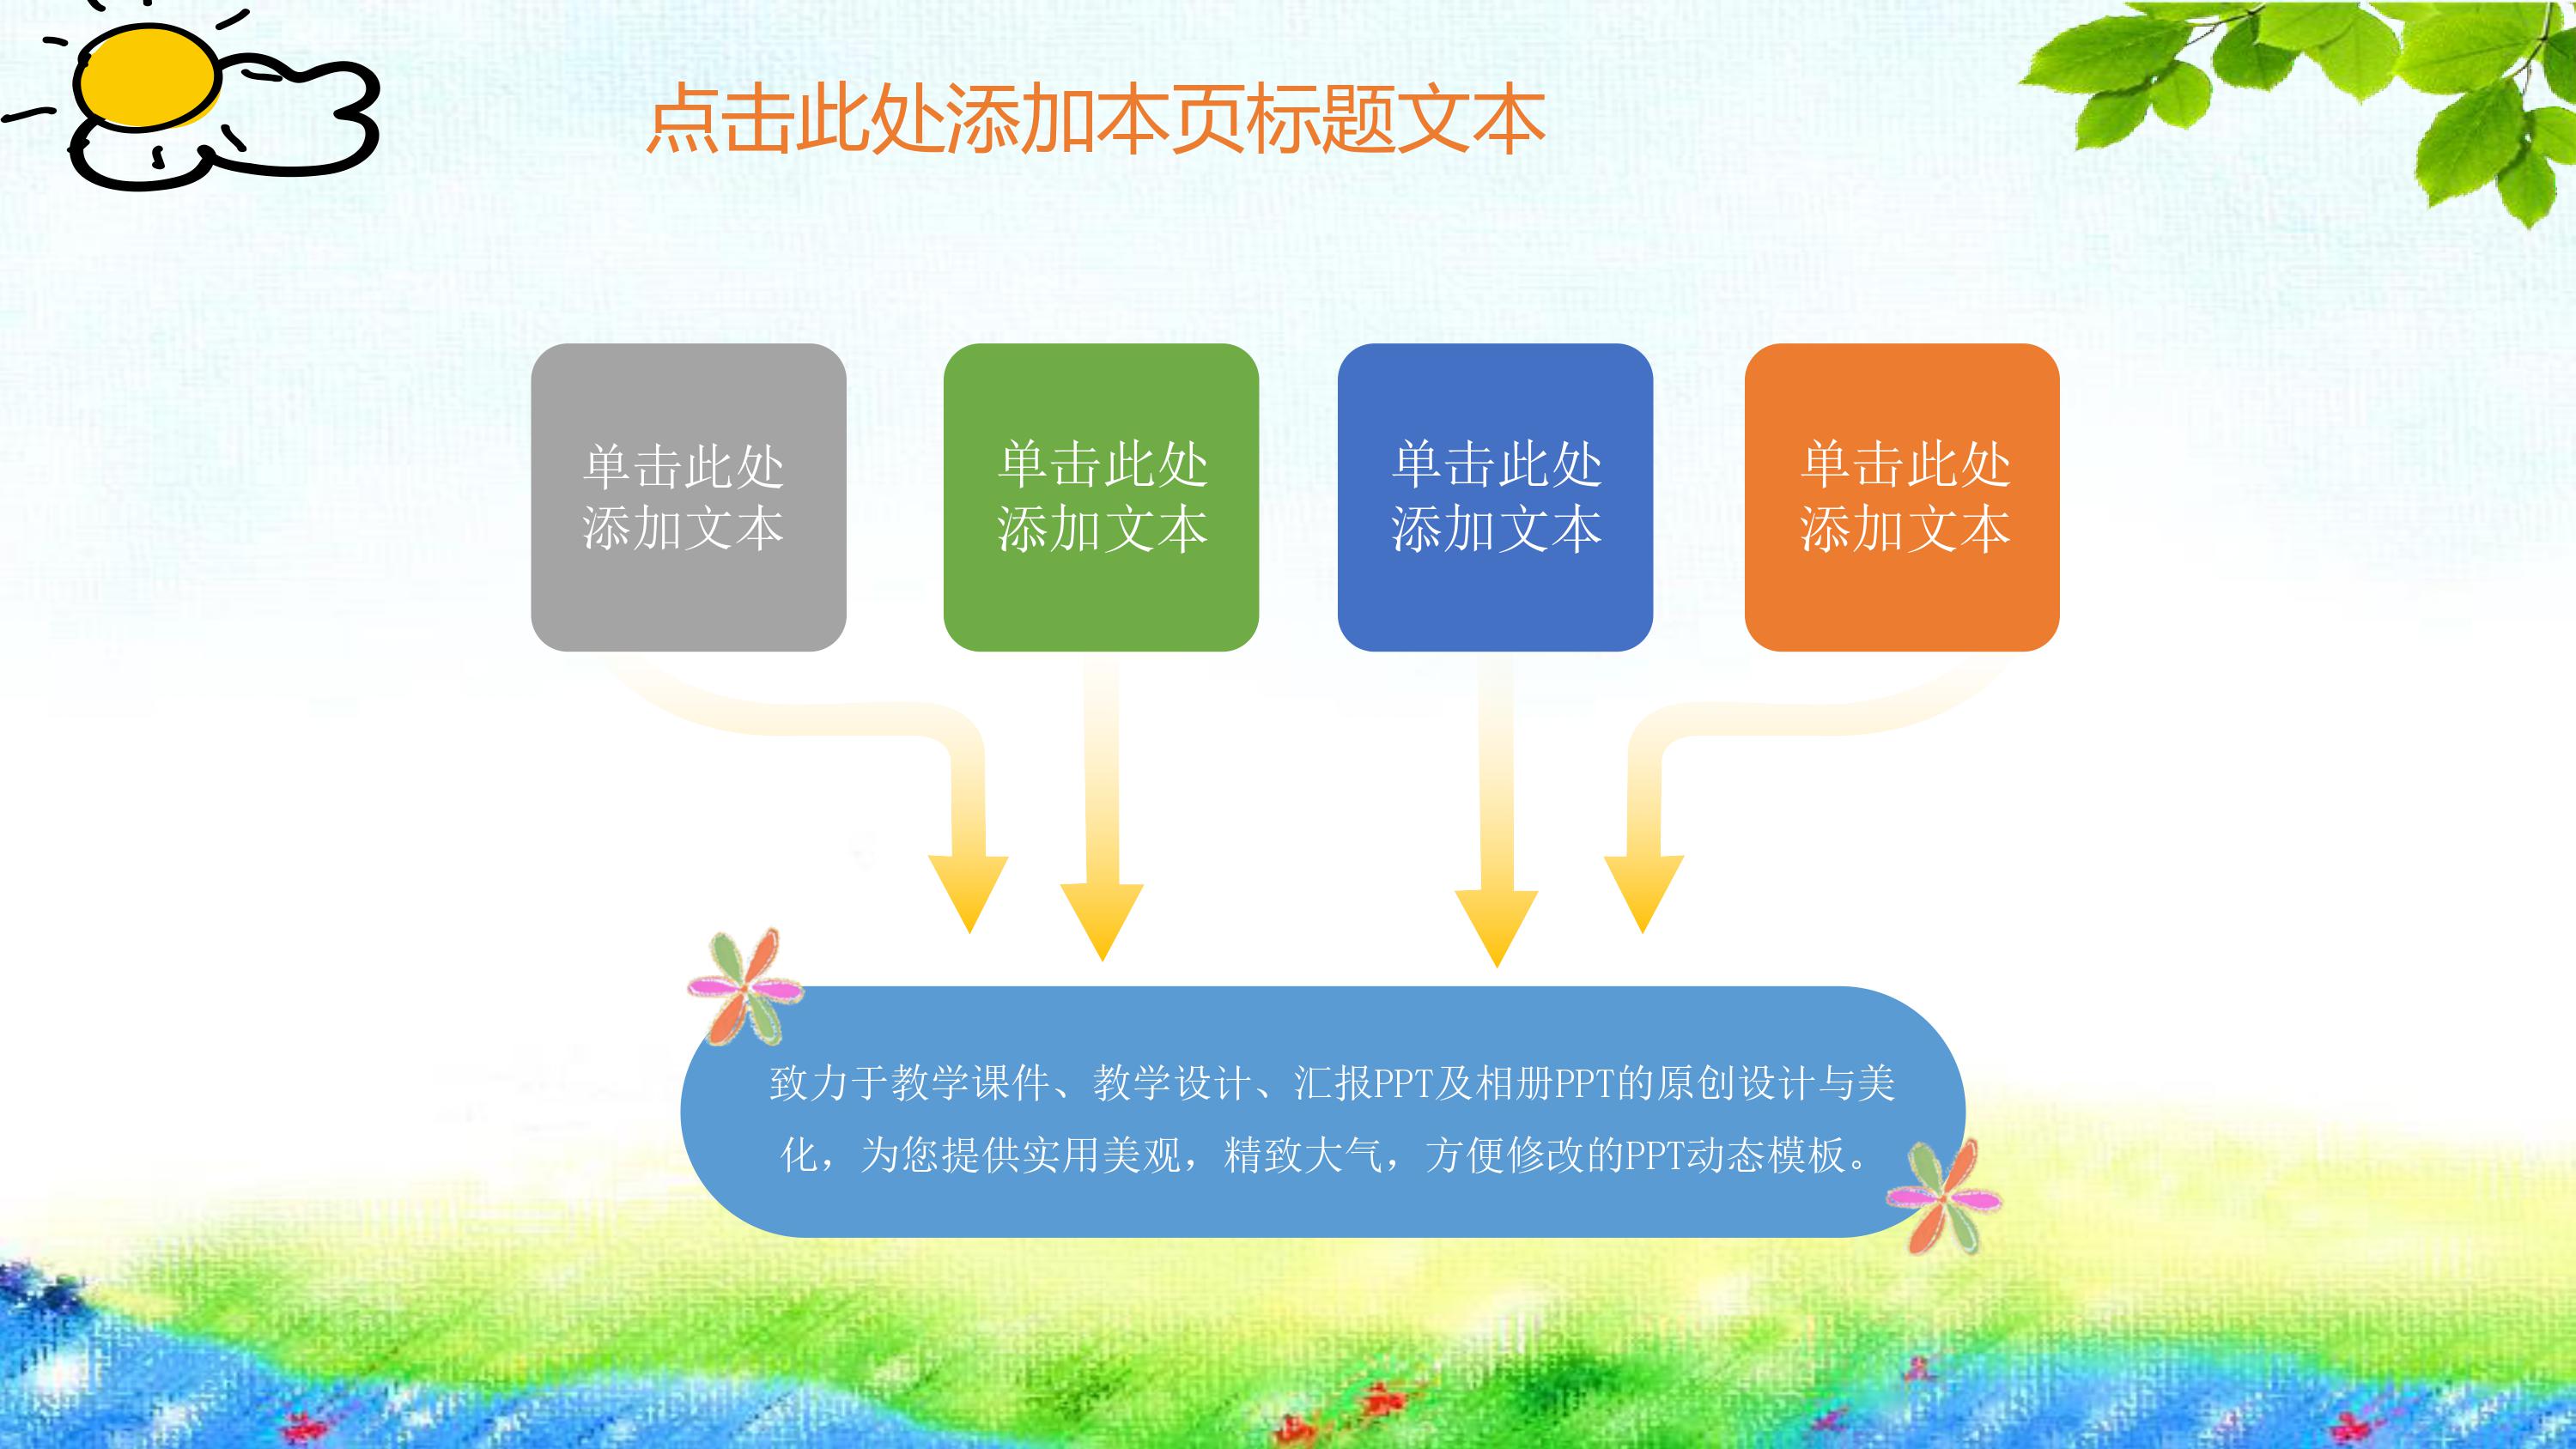 点击此处添加本页标题文本
单击此处
添加文本
单击此处
添加文本
单击此处
添加文本
单击此处
添加文本
致力于教学课件、教学设计、汇报PPT及相册PPT的原创设计与美
化，为您提供实用美观，精致大气，方便修改的PPT动态模板。